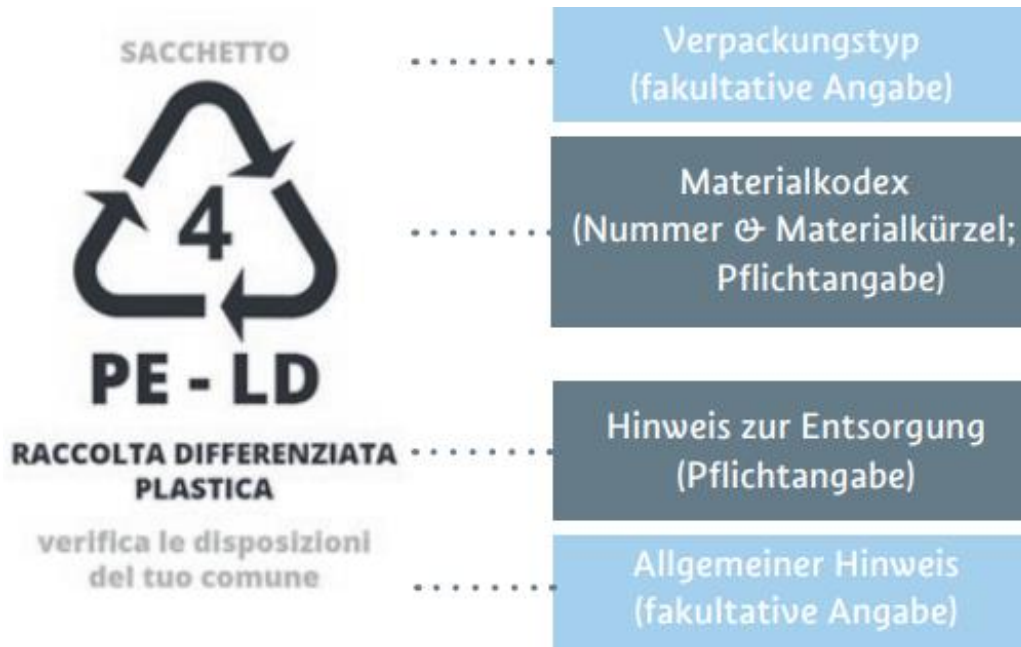 SACCHETTO
Verpackungstyp
(fakultative Angabe)
4
PE - LD
Materialkodex
(Nummer & Materialkürzel;
Pflichtangabe)
RACCOLTA DIFFERENZIATA
PLASTICA
Hinweis zur Entsorgung
(Pflichtangabe)
verifica le disposizioni
del tuo comune
Allgemeiner Hinweis
(fakultative Angabe)